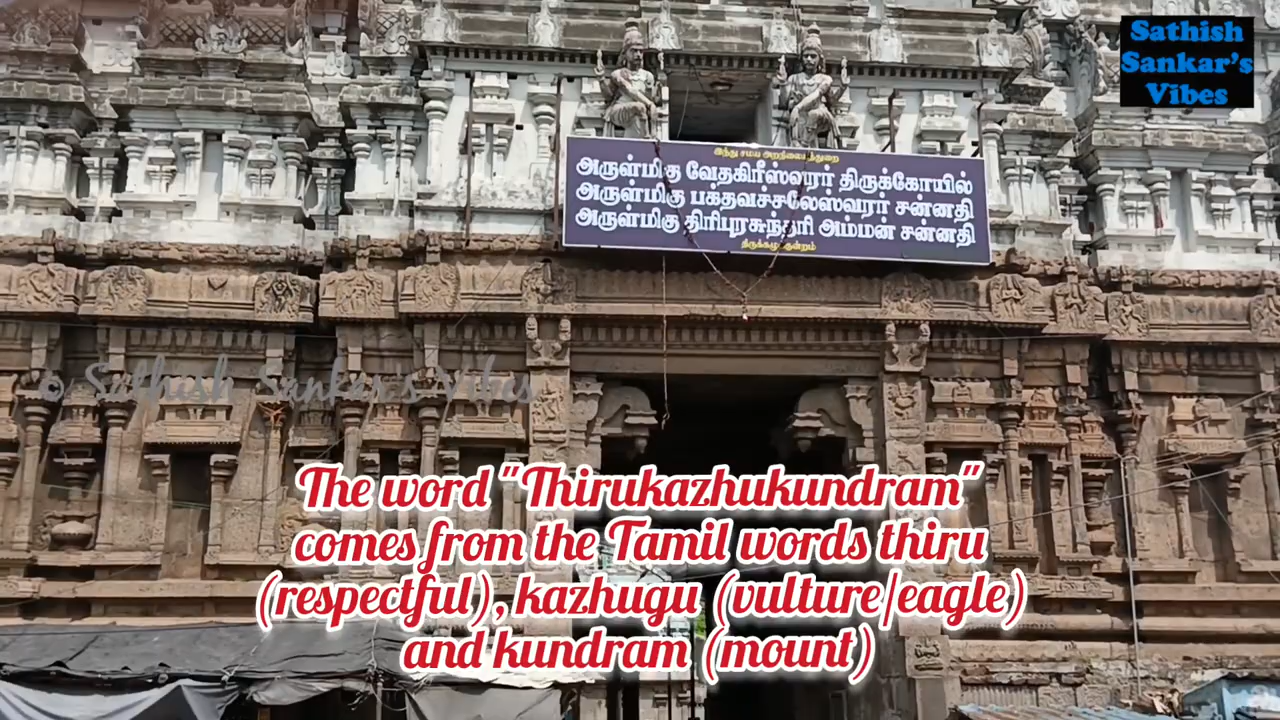 Sathish
Sankar's
Vibes
இந்து சமய அறநிலையத்துறை
அருள்மிகு வேதகிரீஸ்வரர் திருக்கோயில்
அருள்மிகு பக்தவச்சலேஸ்வரர் சன்னதி
அருள்மிகு திரிபுரசுந்தரி அம்மன் சன்னதி
திருக்கழுகுன்றம்
© Sathish Sankar's Vibes
The word "Thirukazhukundram"
comes from the Tamil words thiru
(respectful), kazhugu (vulture/eagle)
and kundram (mount)